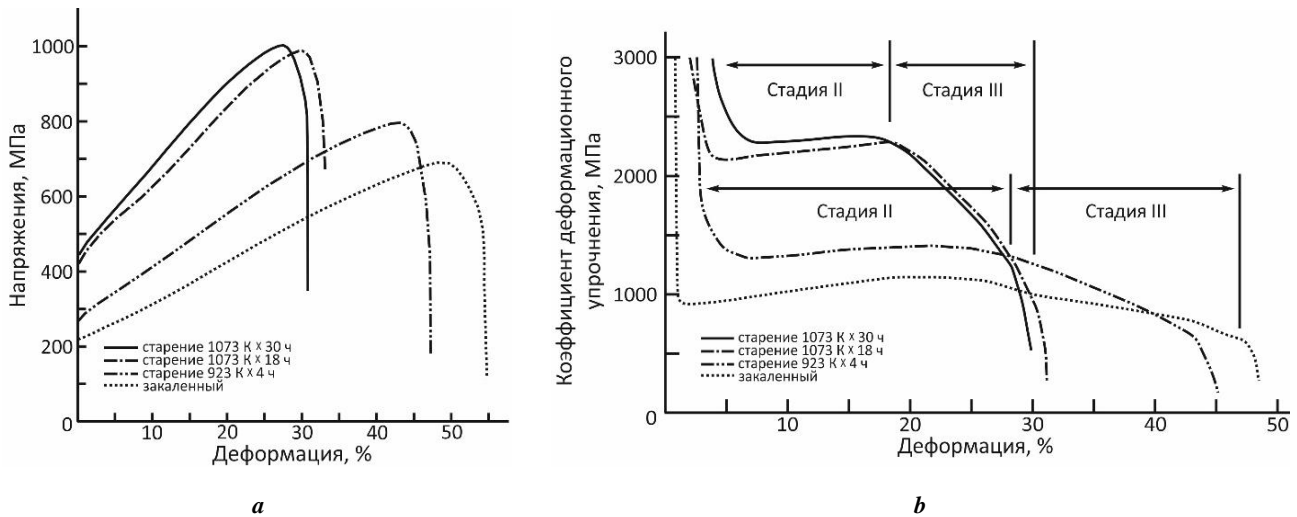 1000
800
600
400
200
0
10
20
30
40
50
Напряжения, МПа
Деформация, %
старение 1073 К × 30 ч
старение 1073 К × 18 ч
старение 923 К × 4 ч
закаленный
a
3000
2000
1000
0
10
20
30
40
50
Коэффициент деформационного
упрочнения, МПа
Деформация, %
Стадия II
Стадия III
Стадия II
Стадия III
старение 1073 К × 30 ч
старение 1073 К × 18 ч
старение 923 К × 4 ч
закаленный
b